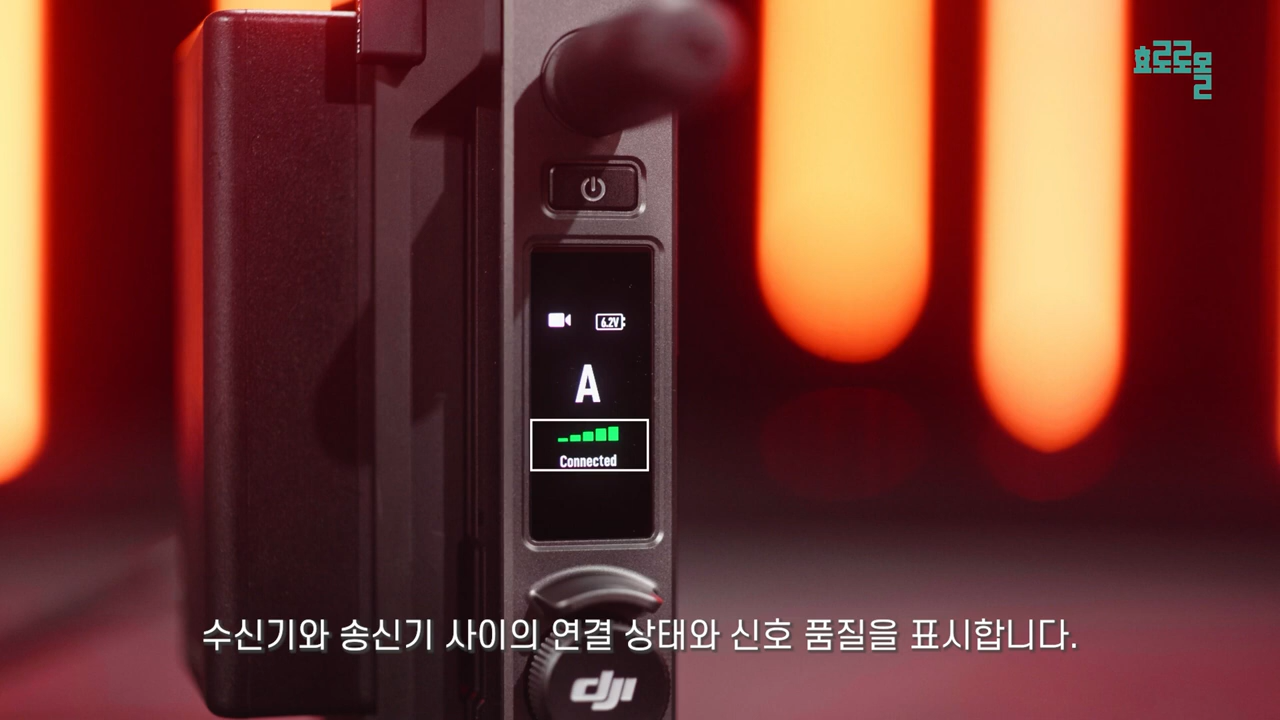 효로로몰
6.2V
A
Connected
수신기와 송신기 사이의 연결 상태와 신호 품질을 표시합니다.
dji